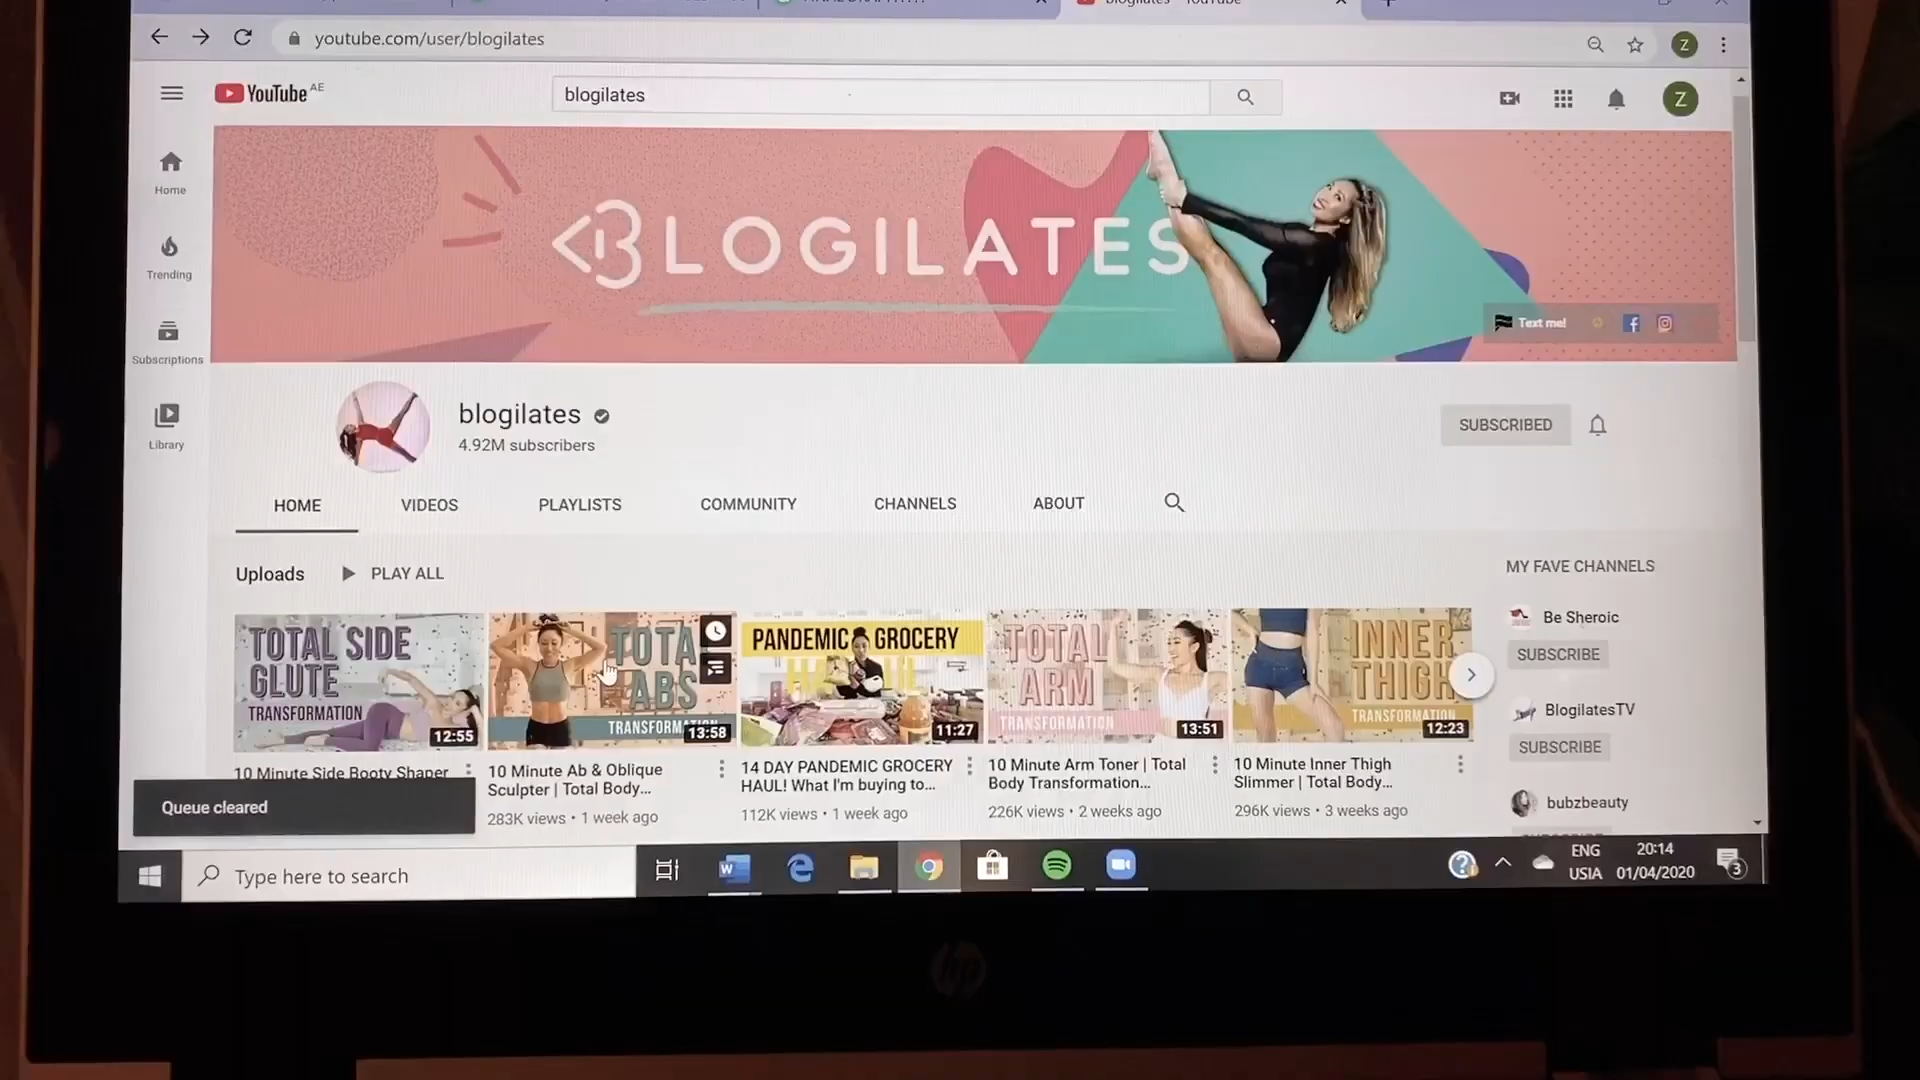 youtube.com/user/blogilates
Z
YouTube AE
blogilates
Z
Home
Trending
Subscriptions
Library
BLOGILATES
Text me!
blogilates
4.92M subscribers
SUBSCRIBED
HOME
VIDEOS
PLAYLISTS
COMMUNITY
CHANNELS
ABOUT
Uploads
PLAY ALL
TOTAL SIDE
GLUTE
TRANSFORMATION
12:55
10 Minute Side Booty Shaper
TOTA
ABS
TRANSFORMATION
13:58
10 Minute Ab & Oblique
Sculptor | Total Body...
283K views • 1 week ago
PANDEMIC GROCERY
11:27
14 DAY PANDEMIC GROCERY
HAUL! What I'm buying to...
112K views • 1 week ago
TOTAL
ARM
TRANSFORMATION
13:51
10 Minute Arm Toner | Total
Body Transformation...
226K views • 2 weeks ago
INNER
THIGH
TRANSFORMATION
12:23
10 Minute Inner Thigh
Slimmer | Total Body...
296K views • 3 weeks ago
MY FAVE CHANNELS
Be Sheroic
SUBSCRIBE
BlogilatesTV
SUBSCRIBE
bubzbeauty
Queue cleared
Type here to search
ENG
USIA
20:14
01/04/2020
3
hp